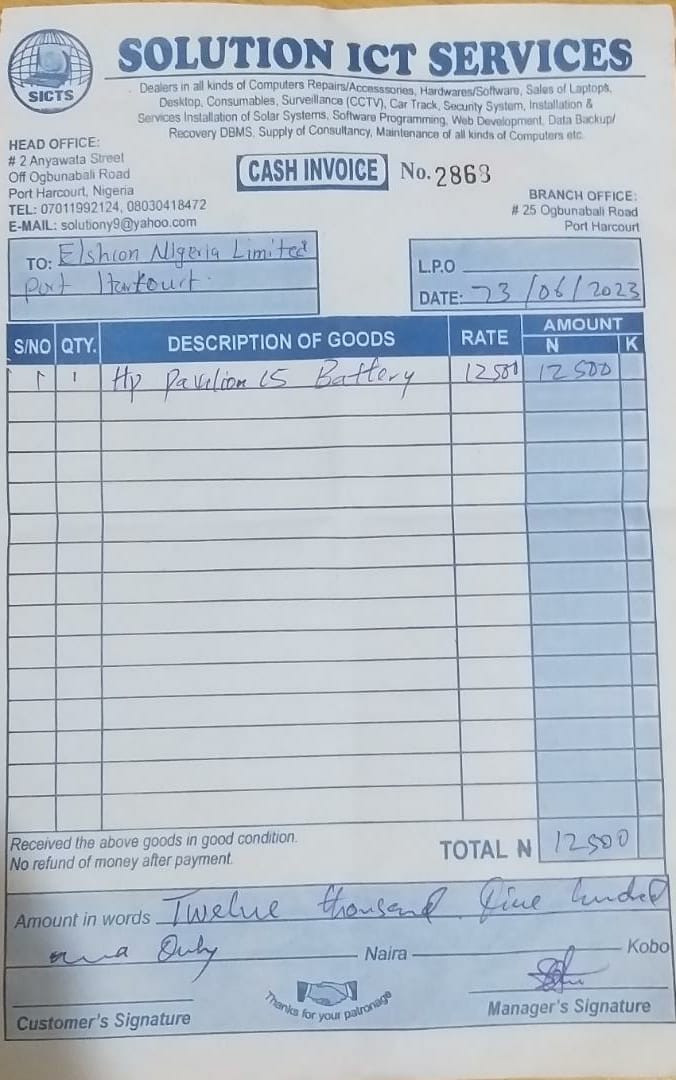 SOLUTION ICT SERVICES
SICTS
Dealers in all kinds of Computers Repairs/Accesssories, Hardwares/Software, Sales of Laptops,
Desktop, Consumables, Surveillance (CCTV), Car Track, Security System, Installation &
Services Installation of Solar Systems, Software Programming, Web Development, Data Backup/
Recovery DBMS, Supply of Consultancy, Maintenance of all kinds of Computers etc.
HEAD OFFICE:
# 2 Anyawata Street
Off Ogbunabali Road
Port Harcourt, Nigeria
TEL: 07011992124, 08030418472
E-MAIL: solutiony9@yahoo.com
CASH INVOICE No. 2868
BRANCH OFFICE:
# 25 Ogbunabali Road
Port Harcourt
TO: Elshcon Nigeria Limited
Port Harkourt.
L.P.O
DATE: 23/06/2023
S/NO QTY. DESCRIPTION OF GOODS RATE AMOUNT
N K
1 1 Hp Pavilion 15 Battery 12500 12500
Received the above goods in good condition.
No refund of money after payment.
TOTAL N 12500
Amount in words Twelve thousand five hundred
Only Naira Kobo
Thanks for your patronage
Customer's Signature
Manager's Signature